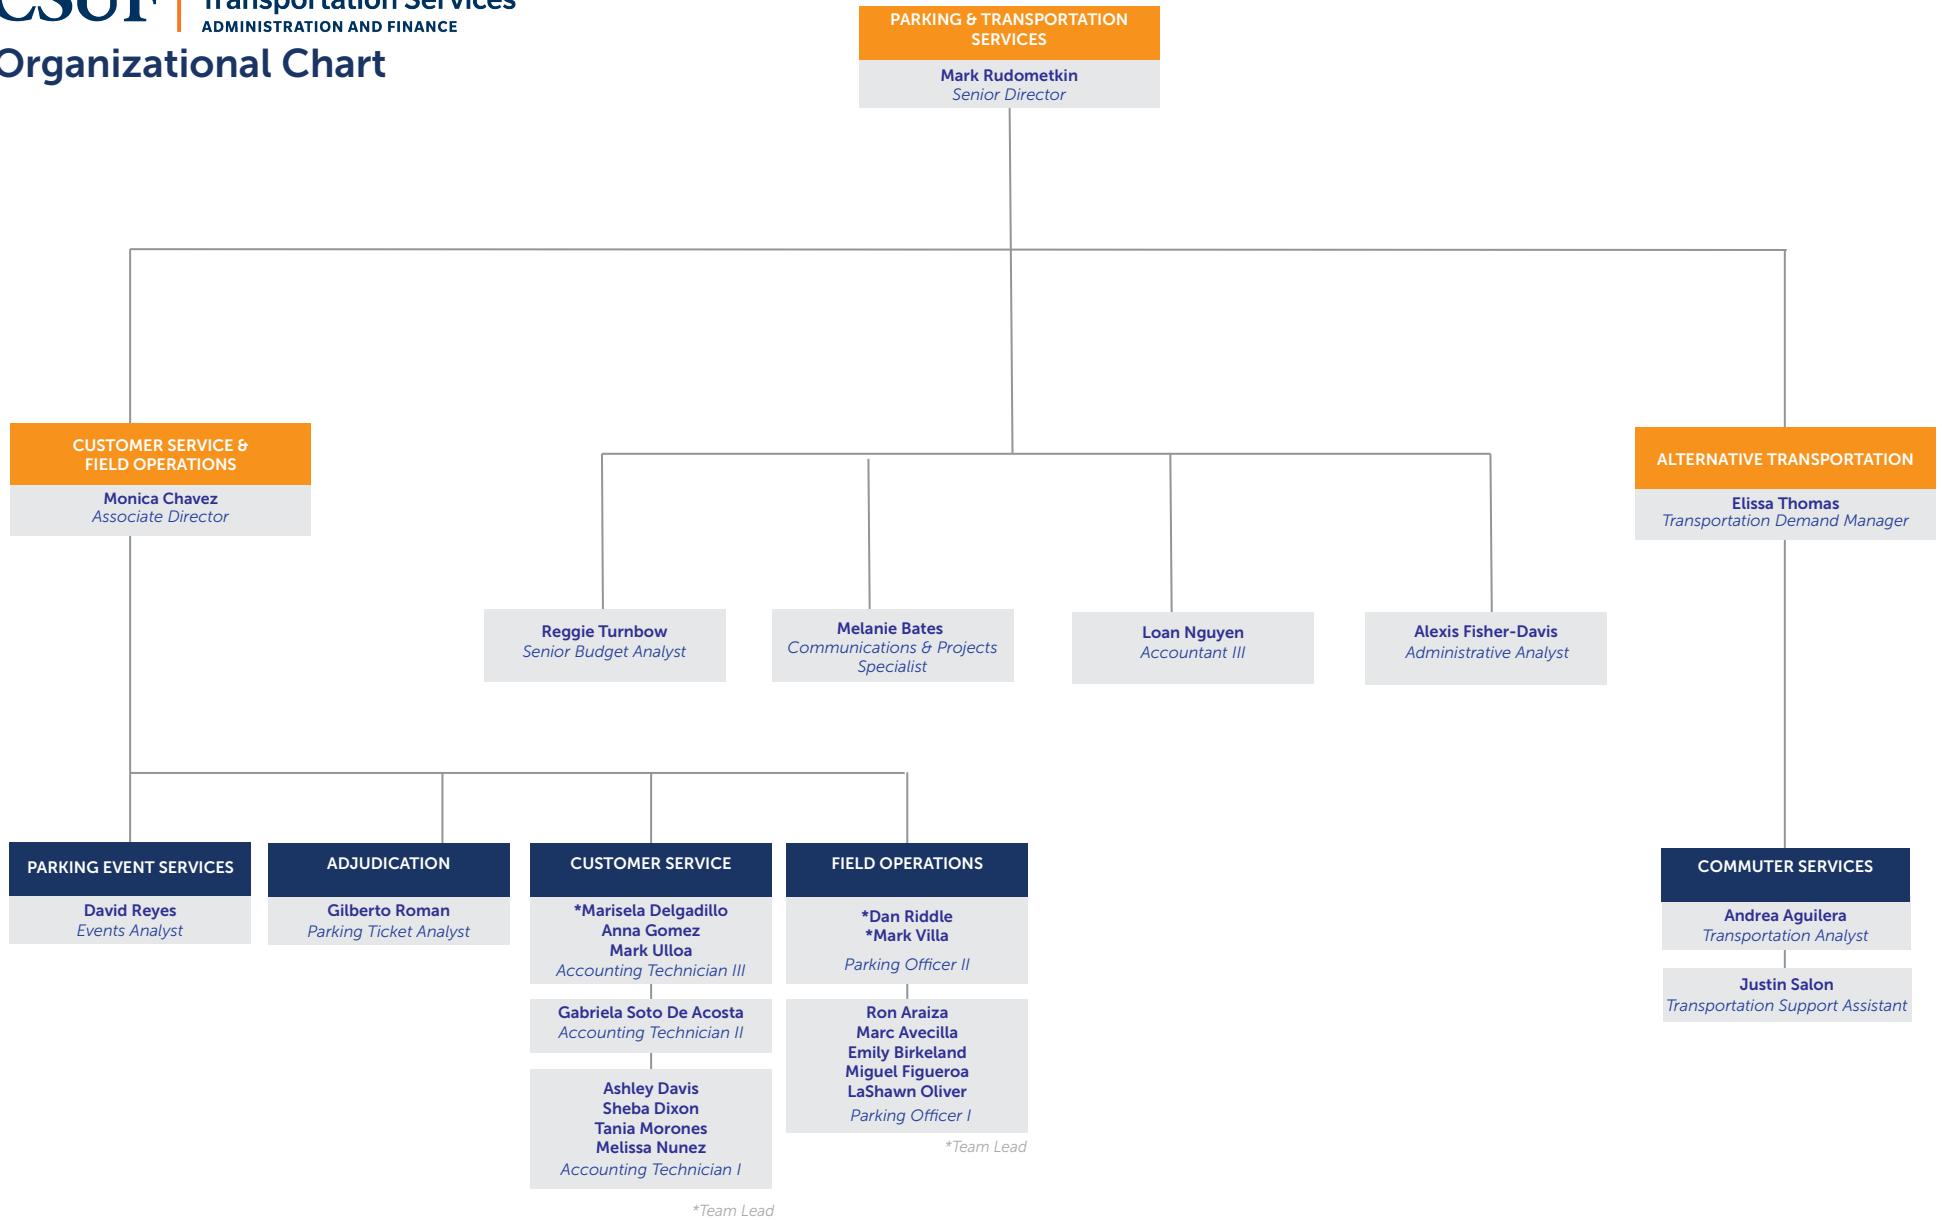 CSUF
Transportation Services
ADMINISTRATION AND FINANCE
Organizational Chart
PARKING & TRANSPORTATION
SERVICES
Mark Rudometkin
Senior Director
CUSTOMER SERVICE &
FIELD OPERATIONS
Monica Chavez
Associate Director
ALTERNATIVE TRANSPORTATION
Elissa Thomas
Transportation Demand Manager
Reggie Turnbow
Senior Budget Analyst
Melanie Bates
Communications & Projects
Specialist
Loan Nguyen
Accountant III
Alexis Fisher-Davis
Administrative Analyst
PARKING EVENT SERVICES
David Reyes
Events Analyst
ADJUDICATION
Gilberto Roman
Parking Ticket Analyst
CUSTOMER SERVICE
*Marisela Delgadillo
Anna Gomez
Mark Ulloa
Accounting Technician III
Gabriela Soto De Acosta
Accounting Technician II
Ashley Davis
Sheba Dixon
Tania Morones
Melissa Nunez
Accounting Technician I
*Team Lead
FIELD OPERATIONS
*Dan Riddle
*Mark Villa
Parking Officer II
Ron Araiza
Marc Avecilla
Emily Birkeland
Miguel Figueroa
LaShawn Oliver
Parking Officer I
*Team Lead
COMMUTER SERVICES
Andrea Aguilera
Transportation Analyst
Justin Salon
Transportation Support Assistant